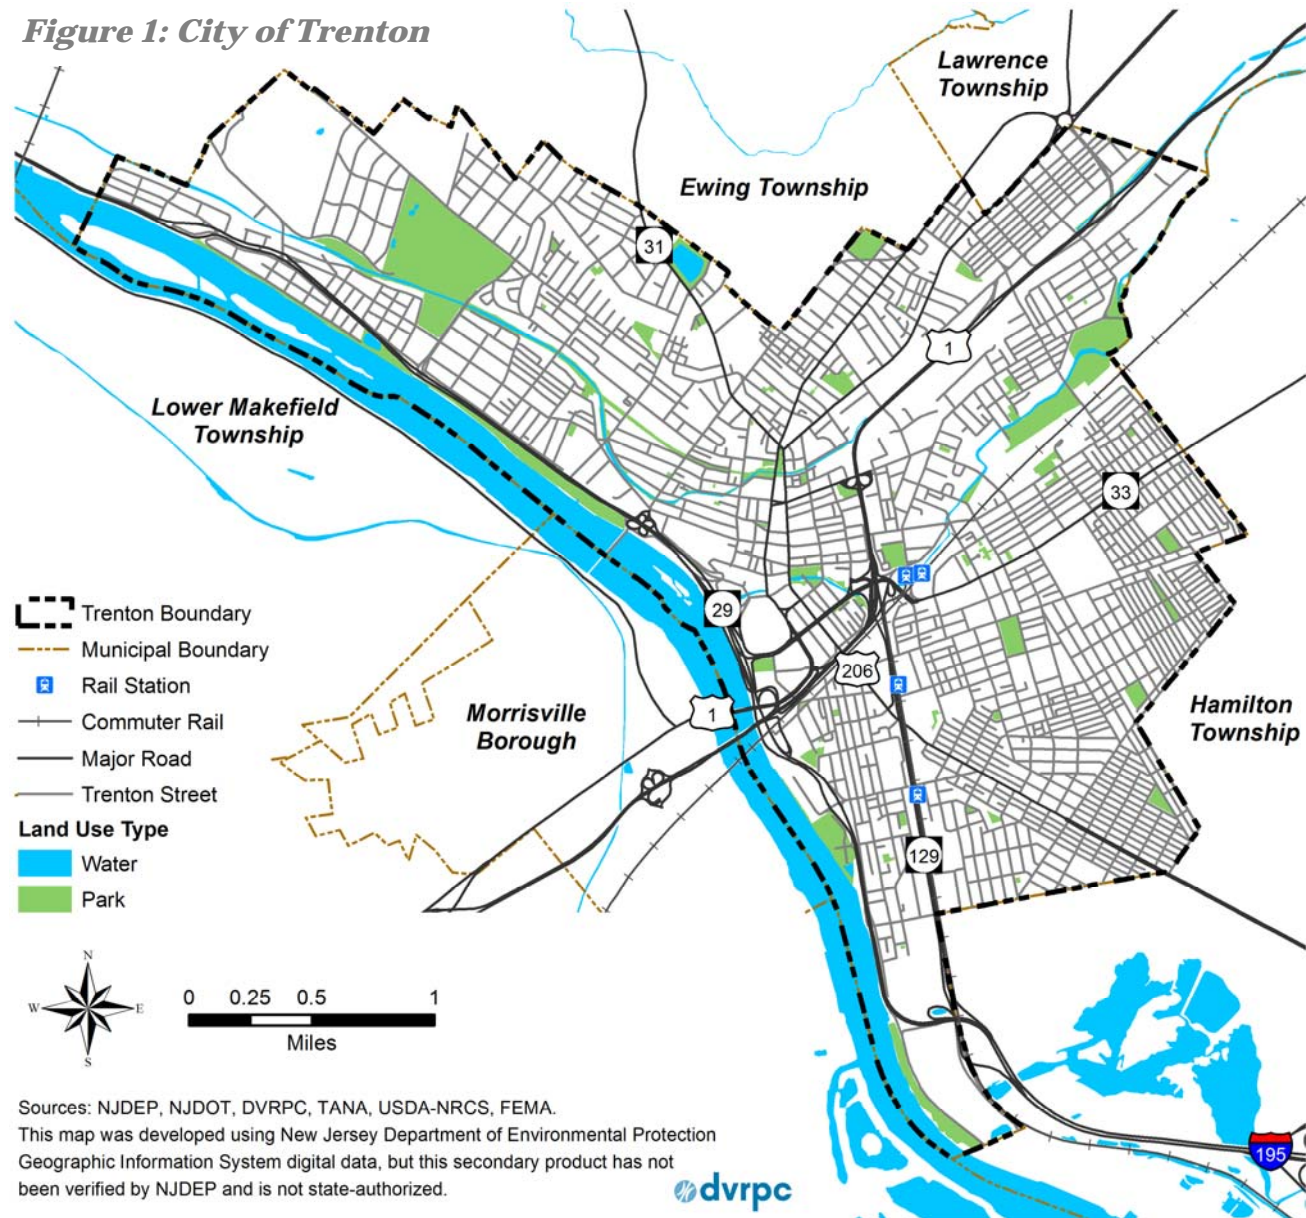 Figure 1: City of Trenton
Lawrence
Township
Ewing Township
31
1
Lower Makefield
Township
33
29
206
Trenton Boundary
Municipal Boundary
Rail Station
Commuter Rail
Major Road
Trenton Street
Land Use Type
Water
Park
Morrisville
Borough
1
Hamilton
Township
129
N
W
E
S
0 0.25 0.5 1
Miles
Sources: NJDEP, NJDOT, DVRPC, TANA, USDA-NRCS, FEMA.
This map was developed using New Jersey Department of Environmental Protection
Geographic Information System digital data, but this secondary product has not
been verified by NJDEP and is not state-authorized.
dvrpc
195